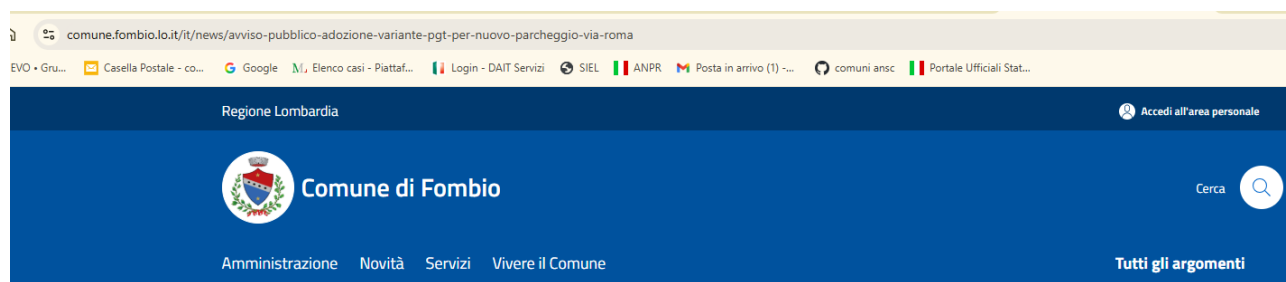 comune.fombio.lo.it/it/news/avviso-pubblico-adozione-variante-pgt-per-nuovo-parcheggio-via-roma
EVO • Gru... Casella Postale - co... Google Elenco casi - Piattaf... Login - DAIT Servizi SIEL ANPR Posta in arrivo (1) -... comuni ansc Portale Ufficiali Stat...
Regione Lombardia Accedi all'area personale
Comune di Fombio Cerca
Amministrazione Novità Servizi Vivere il Comune Tutti gli argomenti